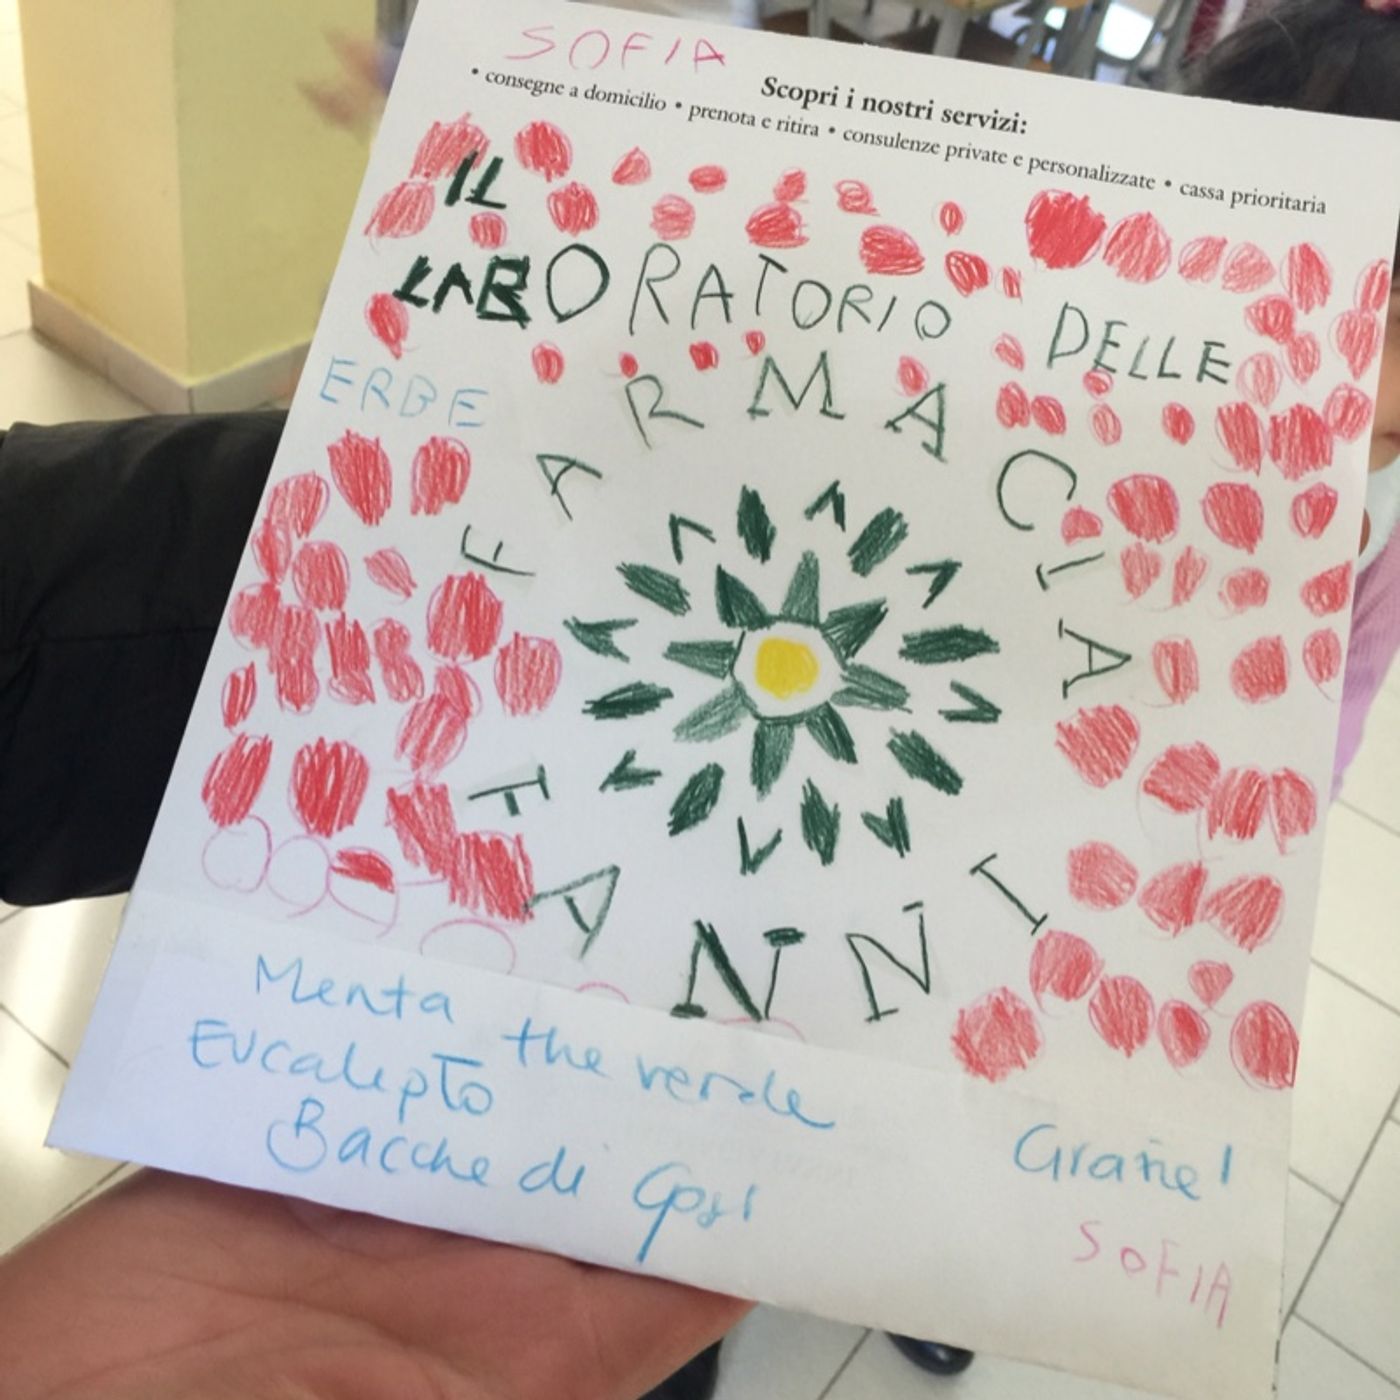 SOFIA
Scopri i nostri servizi:
• consegne a domicilio • prenota e ritira • consulenze private e personalizzate • cassa prioritaria
IL
LABORATORIO DELLE
ERBE
FARMACIA
TANNINI
Menta the verde
Eucalipto
Bacche di Goji
Grazie!
SOFIA